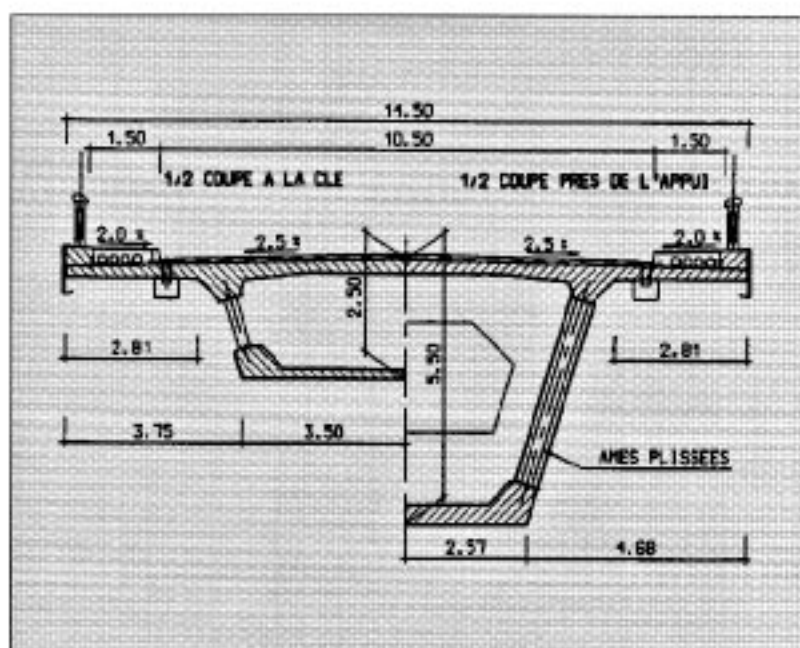 14.50
1.50 10.50 1.50
1/2 COUPE A LA CLE 1/2 COUPE PRES DE L'APPUI
2.0 % 2.5 % 2.5 % 2.0 %
2.50
5.50
2.81 2.81
3.75 3.50
AMES PLISSEES
2.57 4.68